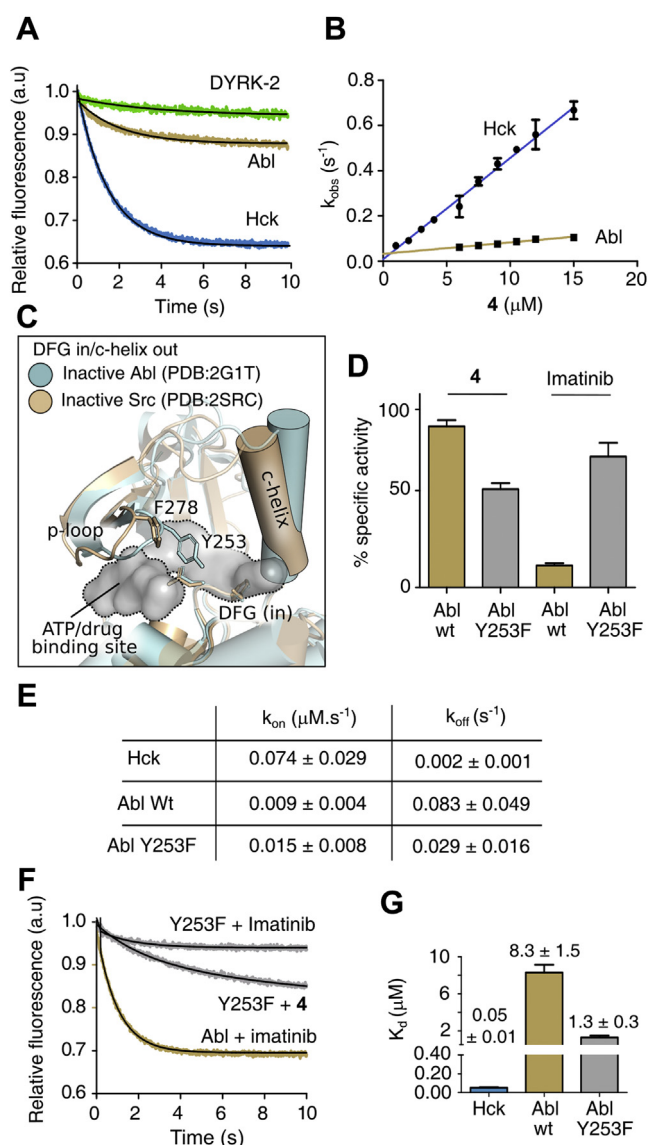 A
Relative fluorescence (a.u)
1.0
0.9
0.8
0.7
0.6
DYRK-2
Abl
Hck
0 2 4 6 8 10
Time (s)
B
kobs (s-1)
0.8
0.6
0.4
0.2
0.0
Hck
Abl
0 5 10 15 20
4 (μM)
C
DFG in/c-helix out
Inactive Abl (PDB:2G1T)
Inactive Src (PDB:2SRC)
p-loop
F278
Y253
c-helix
DFG (in)
ATP/drug
binding site
D
4 Imatinib
% specific activity
100
50
0
Abl wt
Abl Y253F
Abl wt
Abl Y253F
E
kon (μM.s-1) koff (s-1)
Hck 0.074 ± 0.029 0.002 ± 0.001
Abl Wt 0.009 ± 0.004 0.083 ± 0.049
Abl Y253F 0.015 ± 0.008 0.029 ± 0.016
F
Relative fluorescence (a.u)
1.0
0.9
0.8
0.7
0.6
Y253F + Imatinib
Y253F + 4
Abl + imatinib
0 2 4 6 8 10
Time (s)
G
Kd (μM)
10
8
6
4
2
0.40
0.00
0.05
± 0.01
8.3 ± 1.5
1.3 ± 0.3
Hck
Abl wt
Abl Y253F